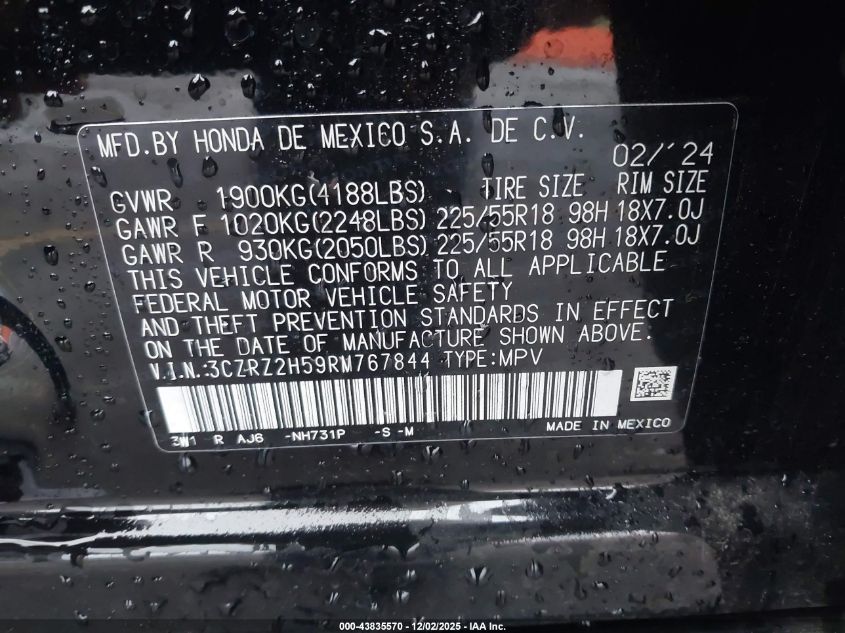 MFD.BY HONDA DE MEXICO S.A. DE C.V.
02/'24
GVWR 1900KG(4188LBS) TIRE SIZE RIM SIZE
GAWR F 1020KG(2248LBS) 225/55R18 98H 18X7.0J
GAWR R 930KG(2050LBS) 225/55R18 98H 18X7.0J
THIS VEHICLE CONFORMS TO ALL APPLICABLE
FEDERAL MOTOR VEHICLE SAFETY
AND THEFT PREVENTION STANDARDS IN EFFECT
ON THE DATE OF MANUFACTURE SHOWN ABOVE.
V.I.N.:3CZRZ2H59RM767844 TYPE:MPV
3W1 R AJ6 -NH731P -S -M MADE IN MEXICO
000-43835570 - 12/02/2025 - IAA Inc.